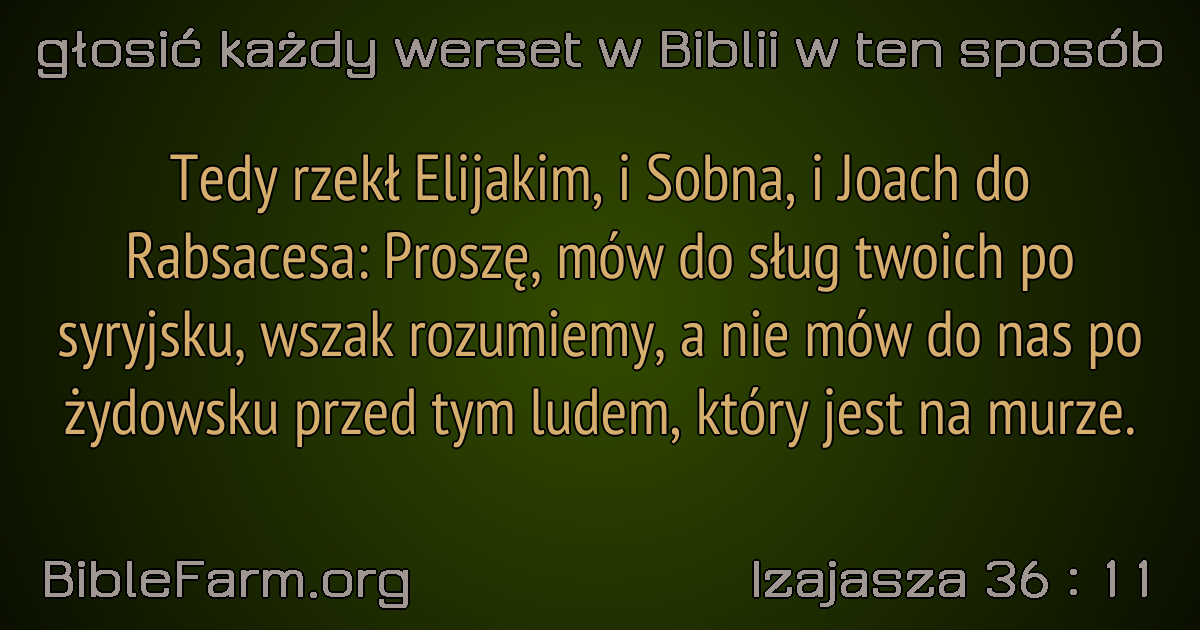 głosić każdy werset w Biblii w ten sposób
Tedy rzekł Elijakim, i Sobna, i Joach do
Rabsacesa: Proszę, mów do sług twoich po
syryjsku, wszak rozumiemy, a nie mów do nas po
żydowsku przed tym ludem, który jest na murze.
BibleFarm.org
Izajasza 36 : 11